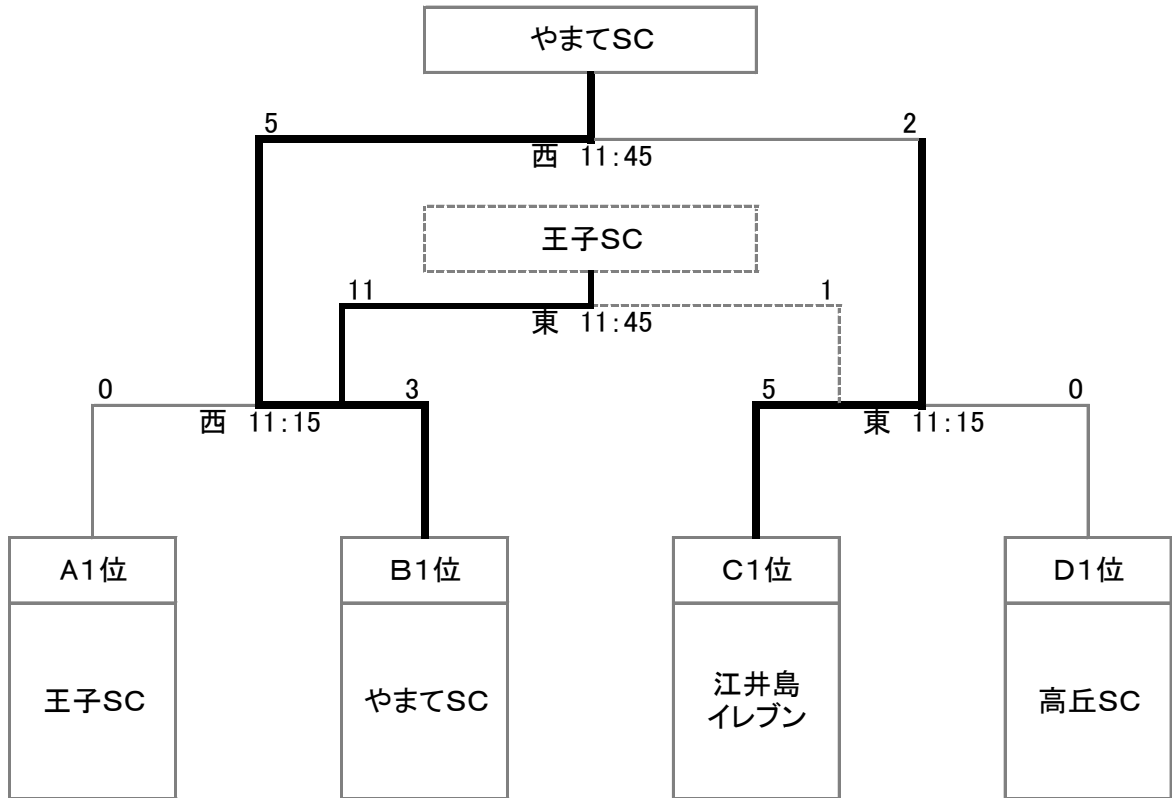 やまてSC
5
2
西 11:45
王子SC
11
1
東 11:45
0
3
5
0
西 11:15
東 11:15
A1位
B1位
C1位
D1位
王子SC
やまてSC
江井島
イレブン
高丘SC